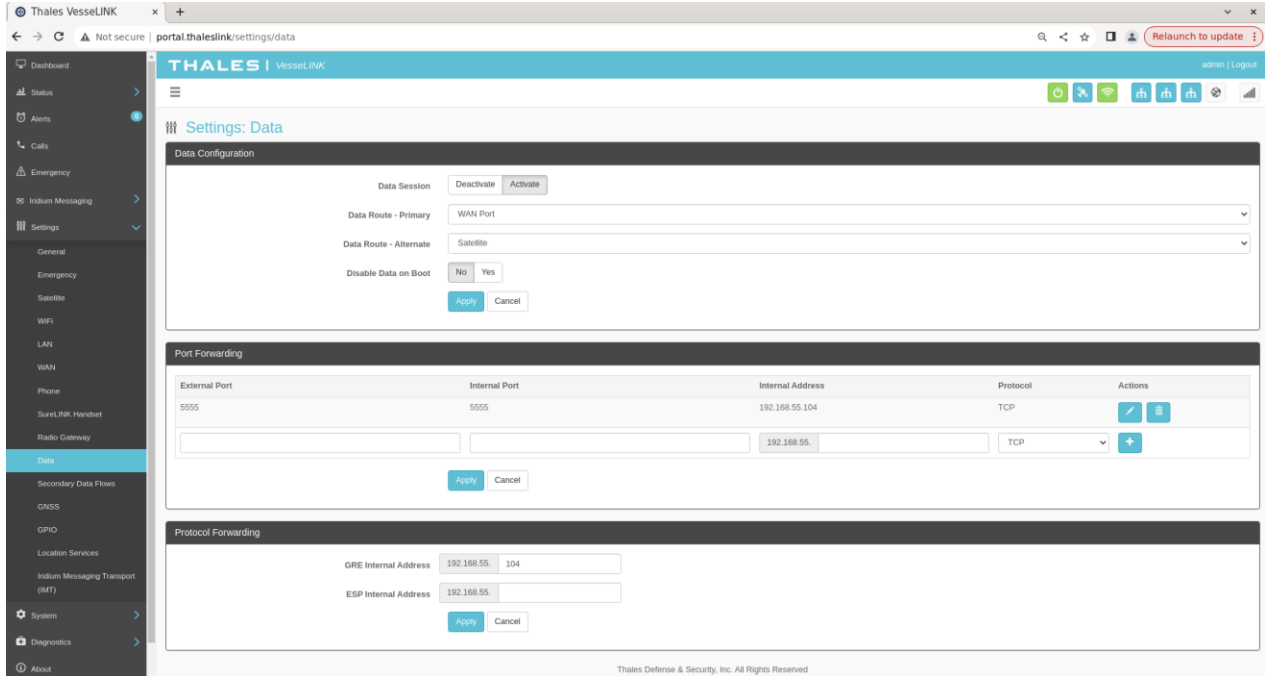 Thales VesseLINK
Not secure | portal.thaleslink/settings/data
Relaunch to update
Dashboard
Status
Alerts 0
Calls
Emergency
Iridium Messaging
Settings
General
Emergency
Satellite
WiFi
LAN
WAN
Phone
SureLINK Handset
Radio Gateway
Data
Secondary Data Flows
GNSS
GPIO
Location Services
Iridium Messaging Transport
(IMT)
System
Diagnostics
About
THALES | VesseLINK
admin | Logout
Settings: Data
Data Configuration
Data Session Deactivate Activate
Data Route - Primary WAN Port
Data Route - Alternate Satellite
Disable Data on Boot No Yes
Apply Cancel
Port Forwarding
External Port Internal Port Internal Address Protocol Actions
5555 5555 192.168.55.104 TCP
192.168.55. TCP
Apply Cancel
Protocol Forwarding
GRE Internal Address 192.168.55. 104
ESP Internal Address 192.168.55.
Apply Cancel
Thales Defense & Security, Inc. All Rights Reserved